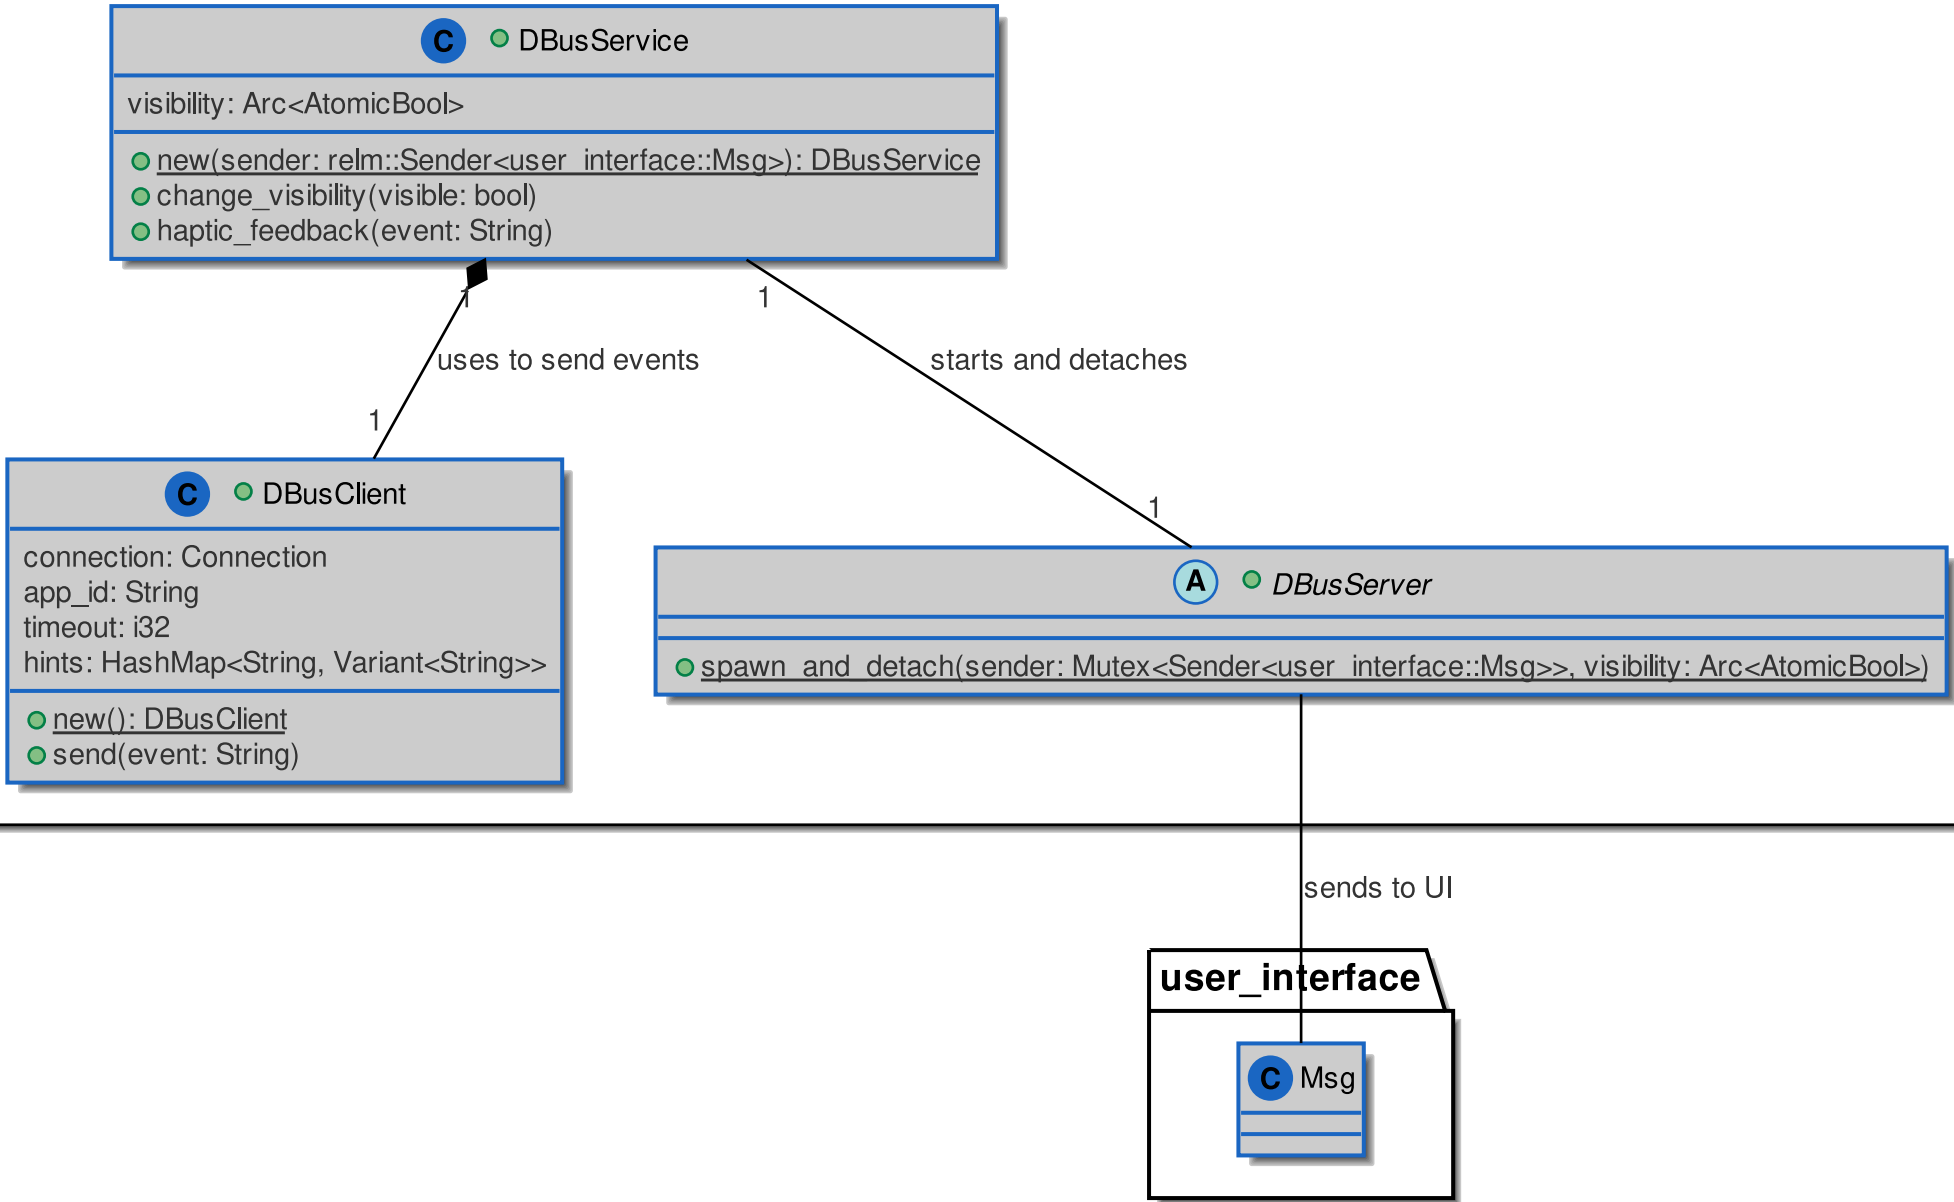 C DBusService
visibility: Arc<AtomicBool>
new(sender: relm::Sender<user_interface::Msg>): DBusService
change_visibility(visible: bool)
haptic_feedback(event: String)
1
1
uses to send events
starts and detaches
1
1
C DBusClient
connection: Connection
app_id: String
timeout: i32
hints: HashMap<String, Variant<String>>
new(): DBusClient
send(event: String)
A DBusServer
spawn_and_detach(sender: Mutex<Sender<user_interface::Msg>>, visibility: Arc<AtomicBool>)
sends to UI
user_interface
C Msg